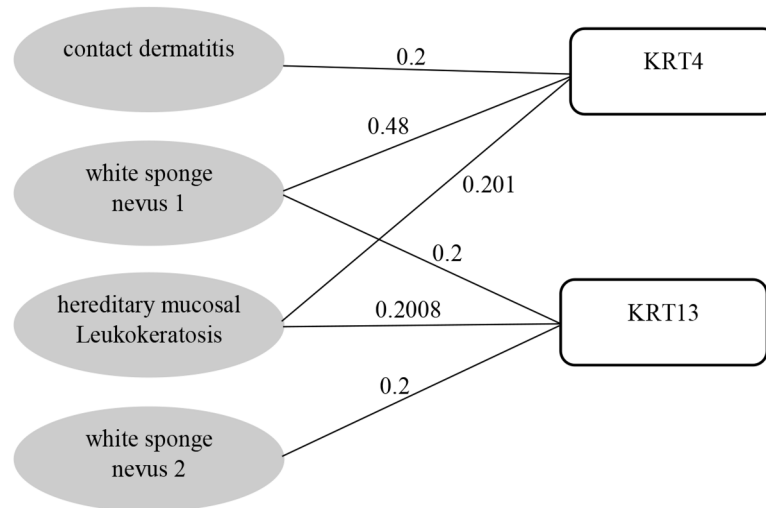 contact dermatitis
0.2
KRT4
0.48
white sponge
nevus 1
0.201
0.2
hereditary mucosal
Leukokeratosis
0.2008
KRT13
0.2
white sponge
nevus 2